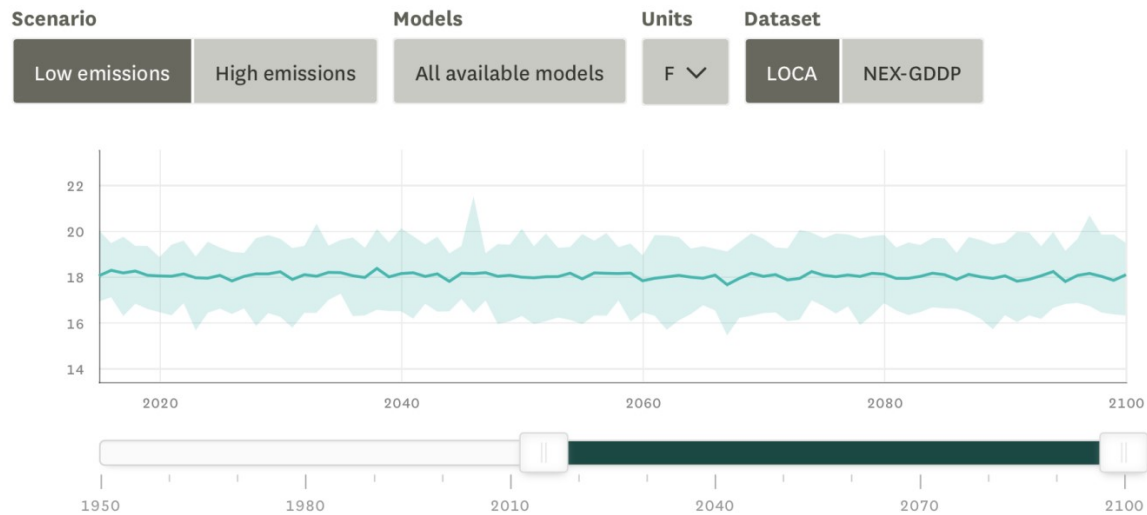 Scenario Models Units Dataset
Low emissions High emissions All available models F LOCA NEX-GDDP
22
20
18
16
14
2020 2040 2060 2080 2100
1950 1980 2010 2040 2070 2100